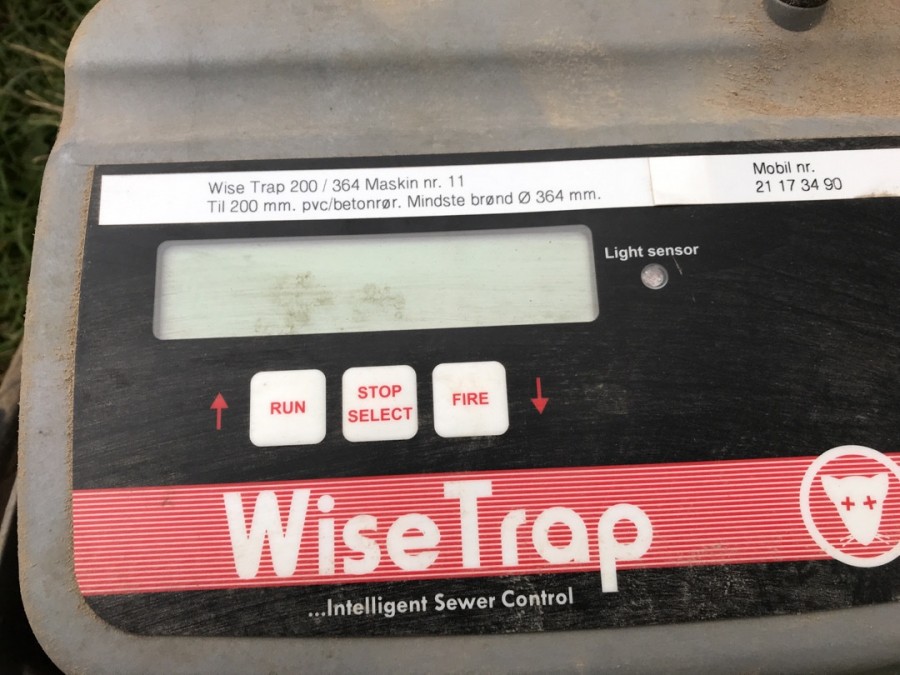 Wise Trap 200 / 364 Maskin nr. 11
Til 200 mm. pvc/betonrør. Mindste brønd Ø 364 mm.
Mobil nr.
21 17 34 90
Light sensor
RUN
STOP
SELECT
FIRE
WiseTrap
...Intelligent Sewer Control